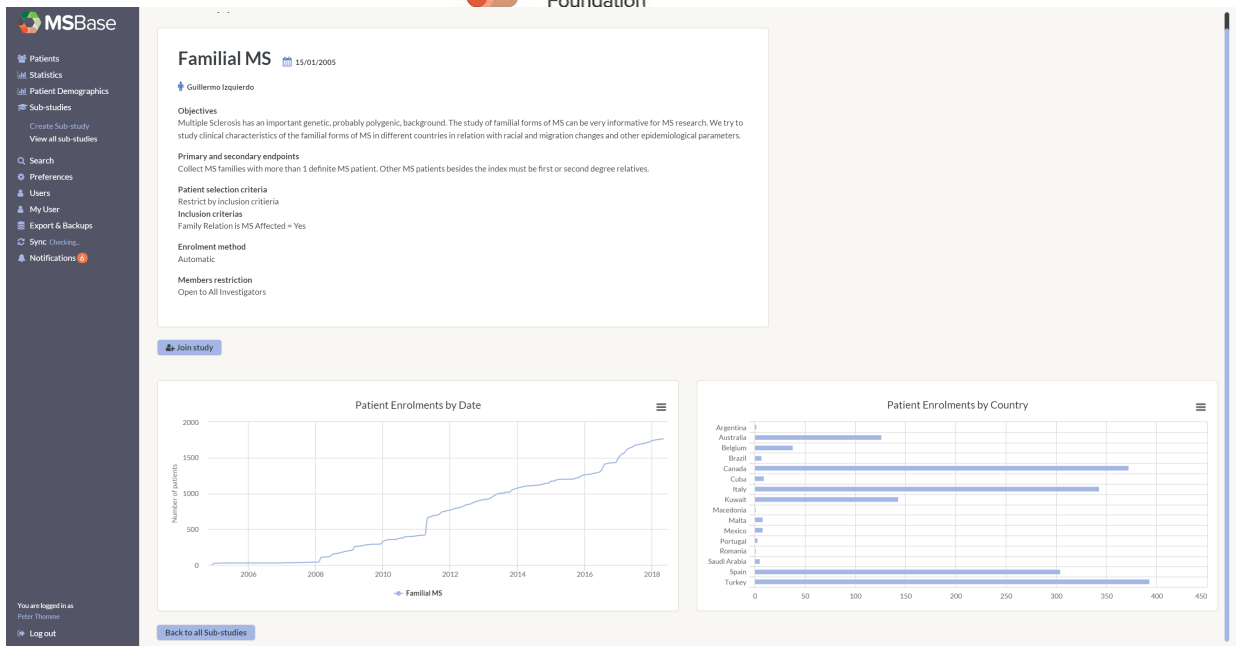 Foundation
MSBase
Patients
Statistics
Patient Demographics
Sub-studies
Create Sub-study
View all sub-studies
Search
Preferences
Users
My User
Export & Backups
Sync Checking...
Notifications 6
You are logged in as
Peter Thomme
Log out
Familial MS 15/01/2005
Guillermo Izquierdo
Objectives
Multiple Sclerosis has an important genetic, probably polygenic, background. The study of familial forms of MS can be very informative for MS research. We try to
study clinical characteristics of the familial forms of MS in different countries in relation with racial and migration changes and other epidemiological parameters.
Primary and secondary endpoints
Collect MS families with more than 1 definite MS patient. Other MS patients besides the index must be first or second degree relatives.
Patient selection criteria
Restrict by inclusion critieria
Inclusion criterias
Family Relation is MS Affected = Yes
Enrolment method
Automatic
Members restriction
Open to All Investigators
Join study
Patient Enrolments by Date
Number of patients
2000
1500
1000
500
0
2006 2008 2010 2012 2014 2016 2018
Familial MS
Patient Enrolments by Country
Argentina
Australia
Belgium
Brazil
Canada
Cuba
Italy
Kuwait
Macedonia
Malta
Mexico
Portugal
Romania
Saudi Arabia
Spain
Turkey
0 50 100 150 200 250 300 350 400 450
Back to all Sub-studies